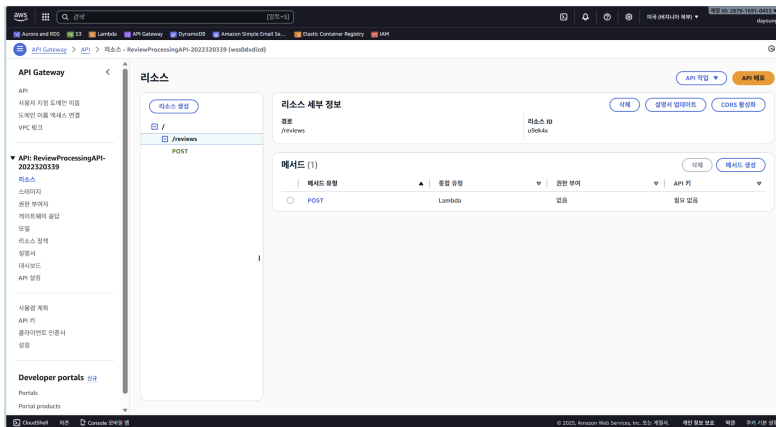 aws
검색
[알트+S]
미국 (버지니아 북부) ▼
계정 ID: 2879-1691-0453 ▼
dayoung
Aurora and RDS
S3
Lambda
API Gateway
DynamoDB
Amazon Simple Email Se...
Elastic Container Registry
IAM
API Gateway > API > 리소스 - ReviewProcessingAPI-2022320339 (wss0dxdizd)
API Gateway
API
사용자 지정 도메인 이름
도메인 이름 액세스 연결
VPC 링크
▼ API: ReviewProcessingAPI-
2022320339
리소스
스테이지
권한 부여자
게이트웨이 응답
모델
리소스 정책
설명서
대시보드
API 설정
사용량 계획
API 키
클라이언트 인증서
설정
Developer portals 신규
Portals
Portal products
리소스
API 작업 ▼
API 배포
리소스 생성
/
/reviews
POST
리소스 세부 정보
삭제
설명서 업데이트
CORS 활성화
경로
/reviews
리소스 ID
u9ek4x
메서드 (1)
삭제
메서드 생성
메서드 유형
통합 유형
권한 부여
API 키
POST
Lambda
없음
필요 없음
CloudShell
의견
Console 모바일 앱
© 2025, Amazon Web Services, Inc. 또는 계열사.
개인 정보 보호
약관
쿠키 기본 설정